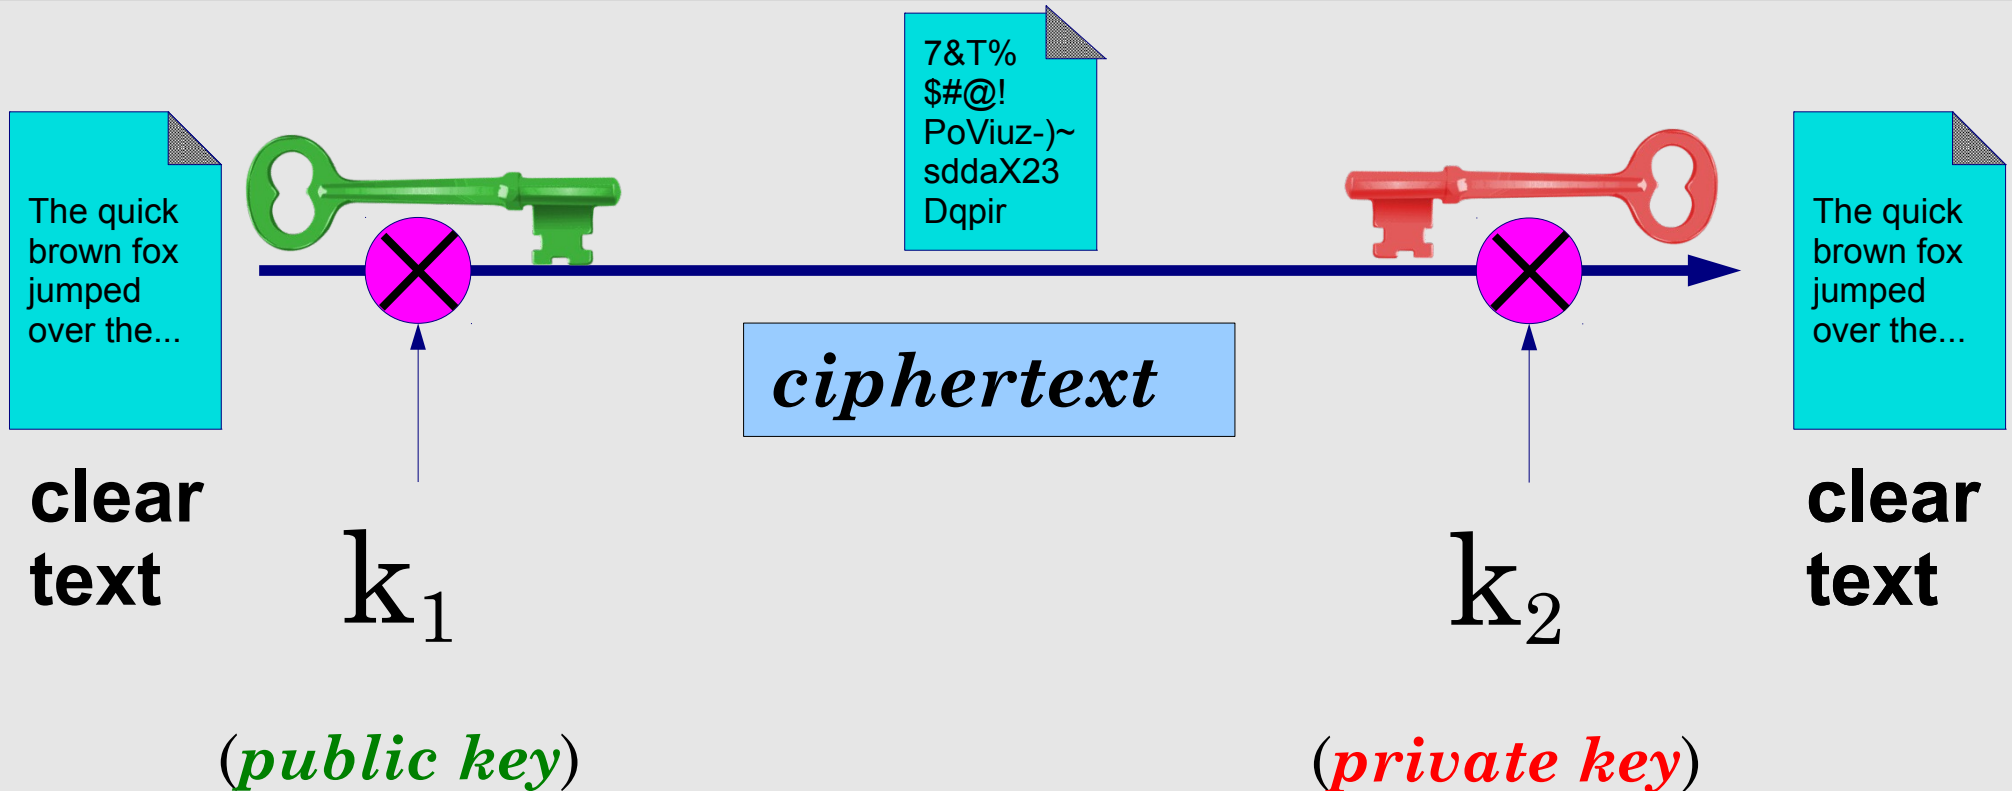 The quick
brown fox
jumped
over the...
clear
text
k₁
(public key)
7&T%
$#@!
PoViuz-)~
sddaX23
Dqpir
ciphertext
k₂
(private key)
The quick
brown fox
jumped
over the...
clear
text